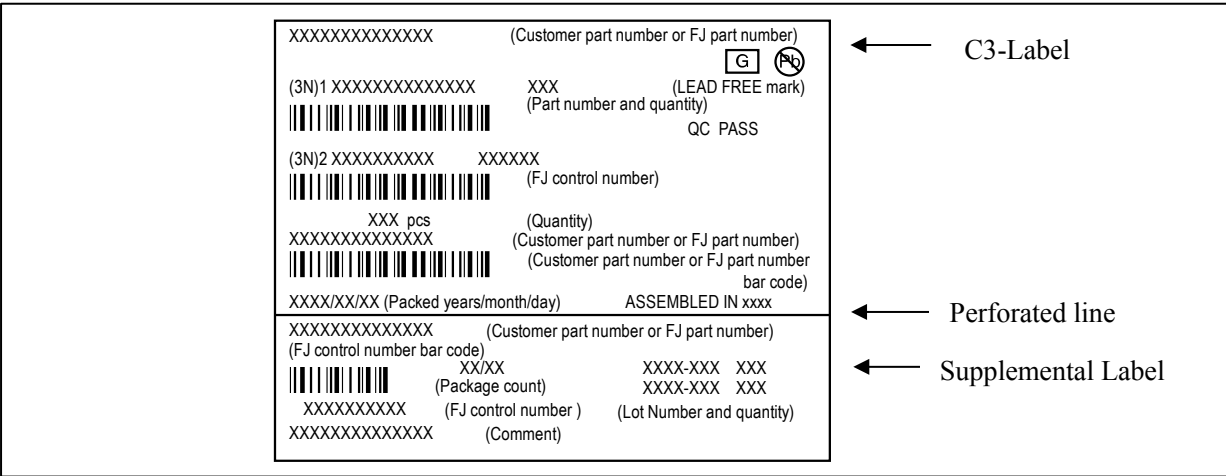 XXXXXXXXXXXXXX (Customer part number or FJ part number)
C3-Label
G Pb
(3N)1 XXXXXXXXXXXXXX XXX (LEAD FREE mark)
(Part number and quantity)
QC PASS
(3N)2 XXXXXXXXXX XXXXXX
(FJ control number)
XXX pcs (Quantity)
XXXXXXXXXXXXXX (Customer part number or FJ part number)
(Customer part number or FJ part number
bar code)
XXXX/XX/XX (Packed years/month/day) ASSEMBLED IN xxxx
Perforated line
XXXXXXXXXXXXXX (Customer part number or FJ part number)
(FJ control number bar code)
XX/XX XXXX-XXX XXX
Supplemental Label
(Package count) XXXX-XXX XXX
XXXXXXXXXX (FJ control number ) (Lot Number and quantity)
XXXXXXXXXXXXXX (Comment)